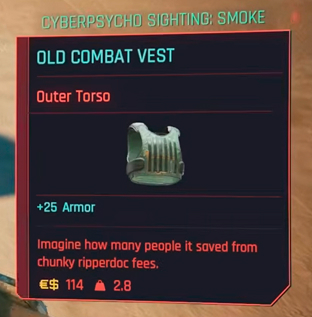 CYBERPSYCHO SIGHTING: SMOKE
OLD COMBAT VEST
Outer Torso
+25 Armor
Imagine how many people it saved from
chunky ripperdoc fees.
€$ 114 2.8